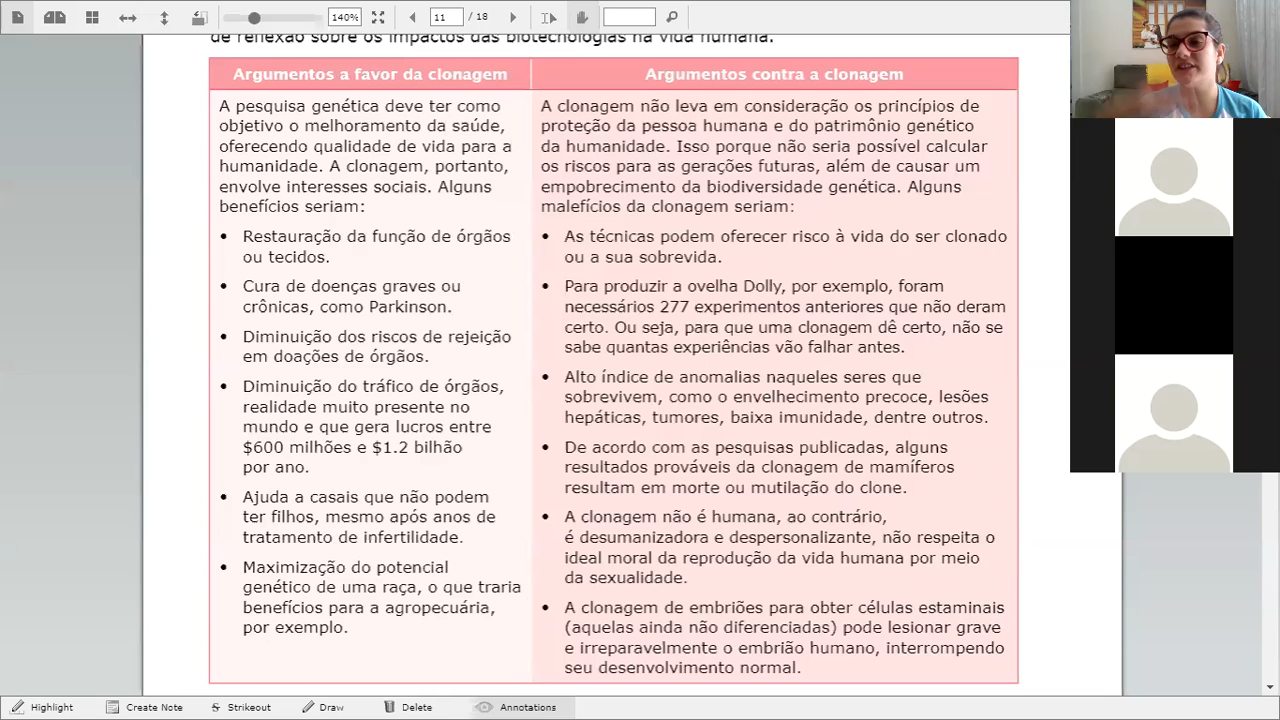 140%
11
/ 18
de reflexão sobre os impactos das biotecnologias na vida humana.
Argumentos a favor da clonagem
A pesquisa genética deve ter como
objetivo o melhoramento da saúde,
oferecendo qualidade de vida para a
humanidade. A clonagem, portanto,
envolve interesses sociais. Alguns
benefícios seriam:
• Restauração da função de órgãos
ou tecidos.
• Cura de doenças graves ou
crônicas, como Parkinson.
• Diminuição dos riscos de rejeição
em doações de órgãos.
• Diminuição do tráfico de órgãos,
realidade muito presente no
mundo e que gera lucros entre
$600 milhões e $1.2 bilhão
por ano.
• Ajuda a casais que não podem
ter filhos, mesmo após anos de
tratamento de infertilidade.
• Maximização do potencial
genético de uma raça, o que traria
benefícios para a agropecuária,
por exemplo.
Argumentos contra a clonagem
A clonagem não leva em consideração os princípios de
proteção da pessoa humana e do patrimônio genético
da humanidade. Isso porque não seria possível calcular
os riscos para as gerações futuras, além de causar um
empobrecimento da biodiversidade genética. Alguns
malefícios da clonagem seriam:
• As técnicas podem oferecer risco à vida do ser clonado
ou a sua sobrevida.
• Para produzir a ovelha Dolly, por exemplo, foram
necessários 277 experimentos anteriores que não deram
certo. Ou seja, para que uma clonagem dê certo, não se
sabe quantas experiências vão falhar antes.
• Alto índice de anomalias naqueles seres que
sobrevivem, como o envelhecimento precoce, lesões
hepáticas, tumores, baixa imunidade, dentre outros.
• De acordo com as pesquisas publicadas, alguns
resultados prováveis da clonagem de mamíferos
resultam em morte ou mutilação do clone.
• A clonagem não é humana, ao contrário,
é desumanizadora e despersonalizante, não respeita o
ideal moral da reprodução da vida humana por meio
da sexualidade.
• A clonagem de embriões para obter células estaminais
(aquelas ainda não diferenciadas) pode lesionar grave
e irreparavelmente o embrião humano, interrompendo
seu desenvolvimento normal.
Highlight
Create Note
Strikeout
Draw
Delete
Annotations